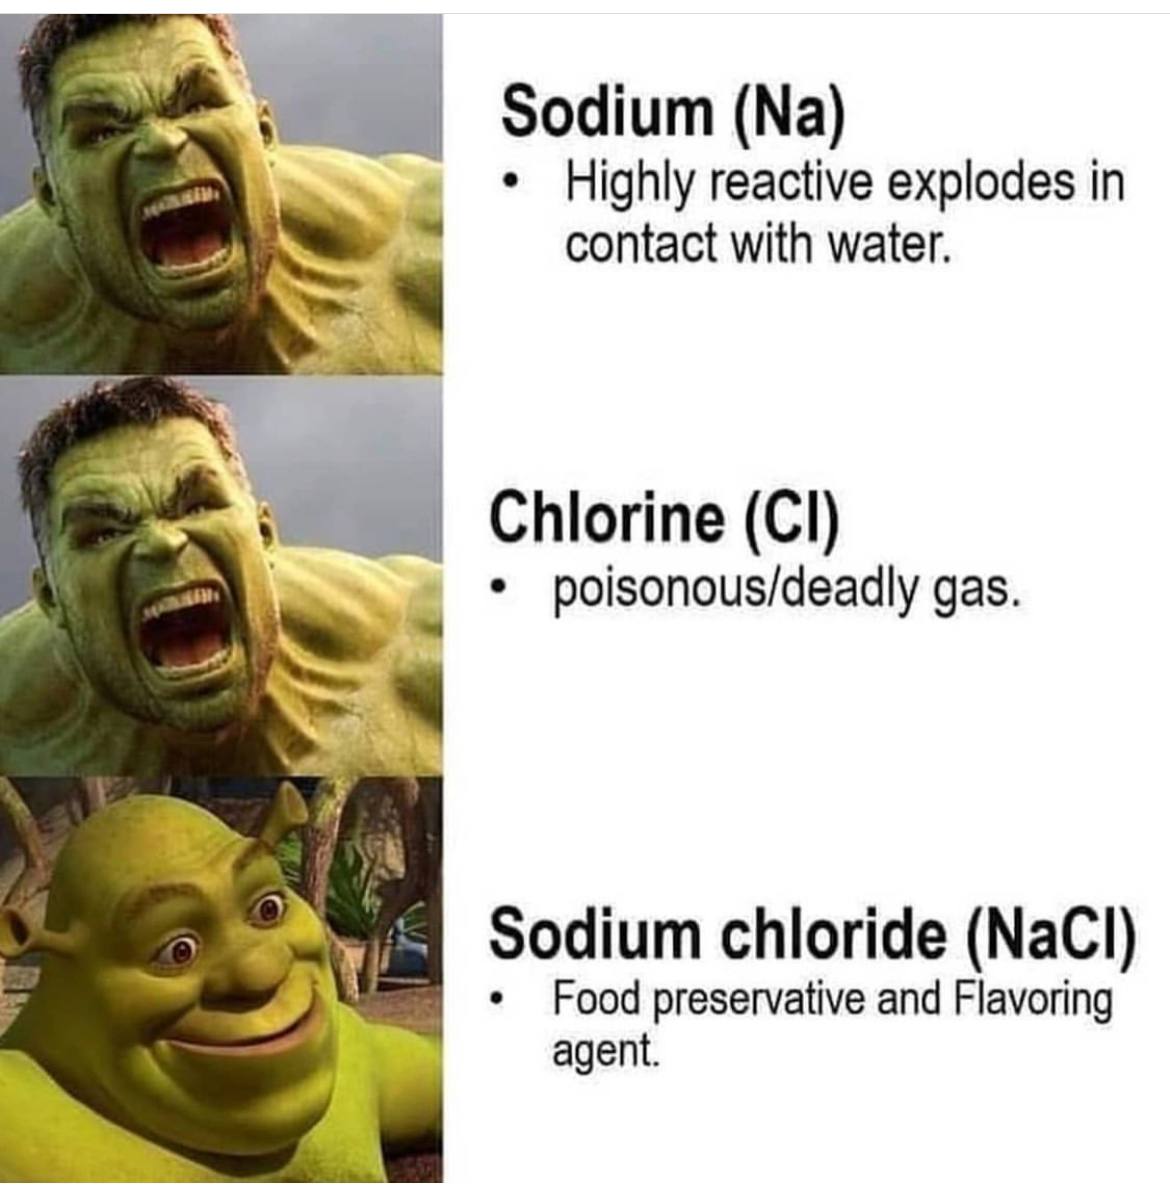 Sodium (Na)
• Highly reactive explodes in
contact with water.
Chlorine (Cl)
• poisonous/deadly gas.
Sodium chloride (NaCl)
• Food preservative and Flavoring
agent.